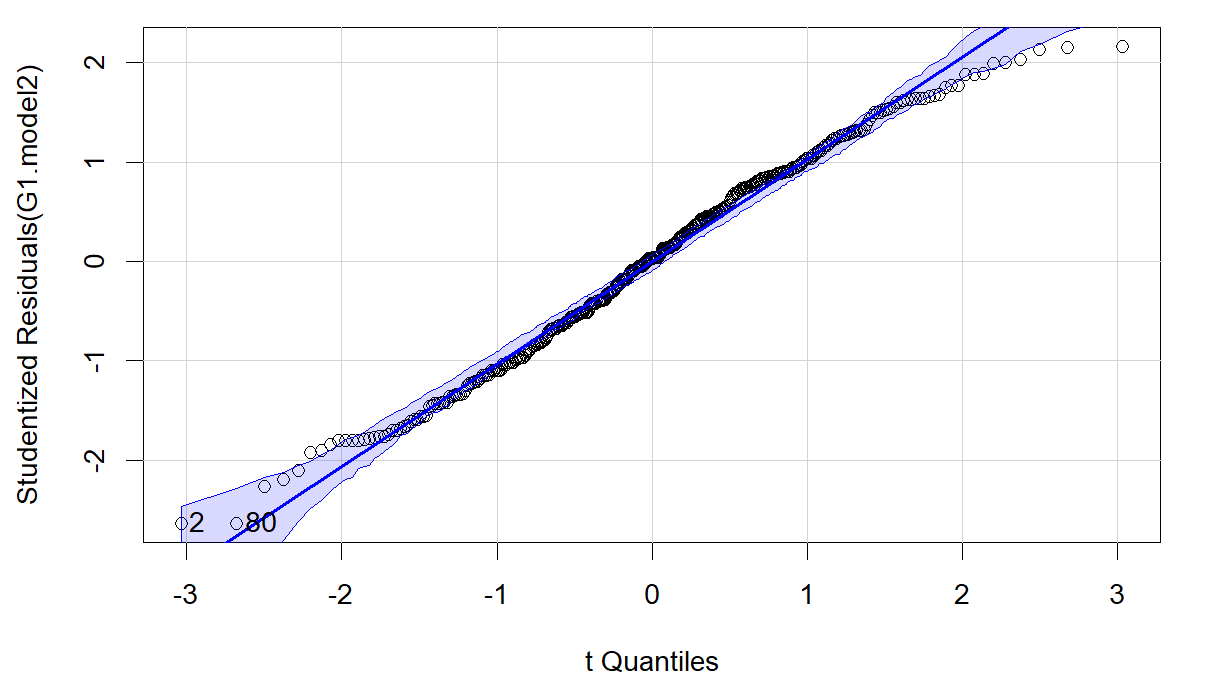 Studentized Residuals(G1.model2)
2
1
0
-1
-2
2
80
-3 -2 -1 0 1 2 3
t Quantiles